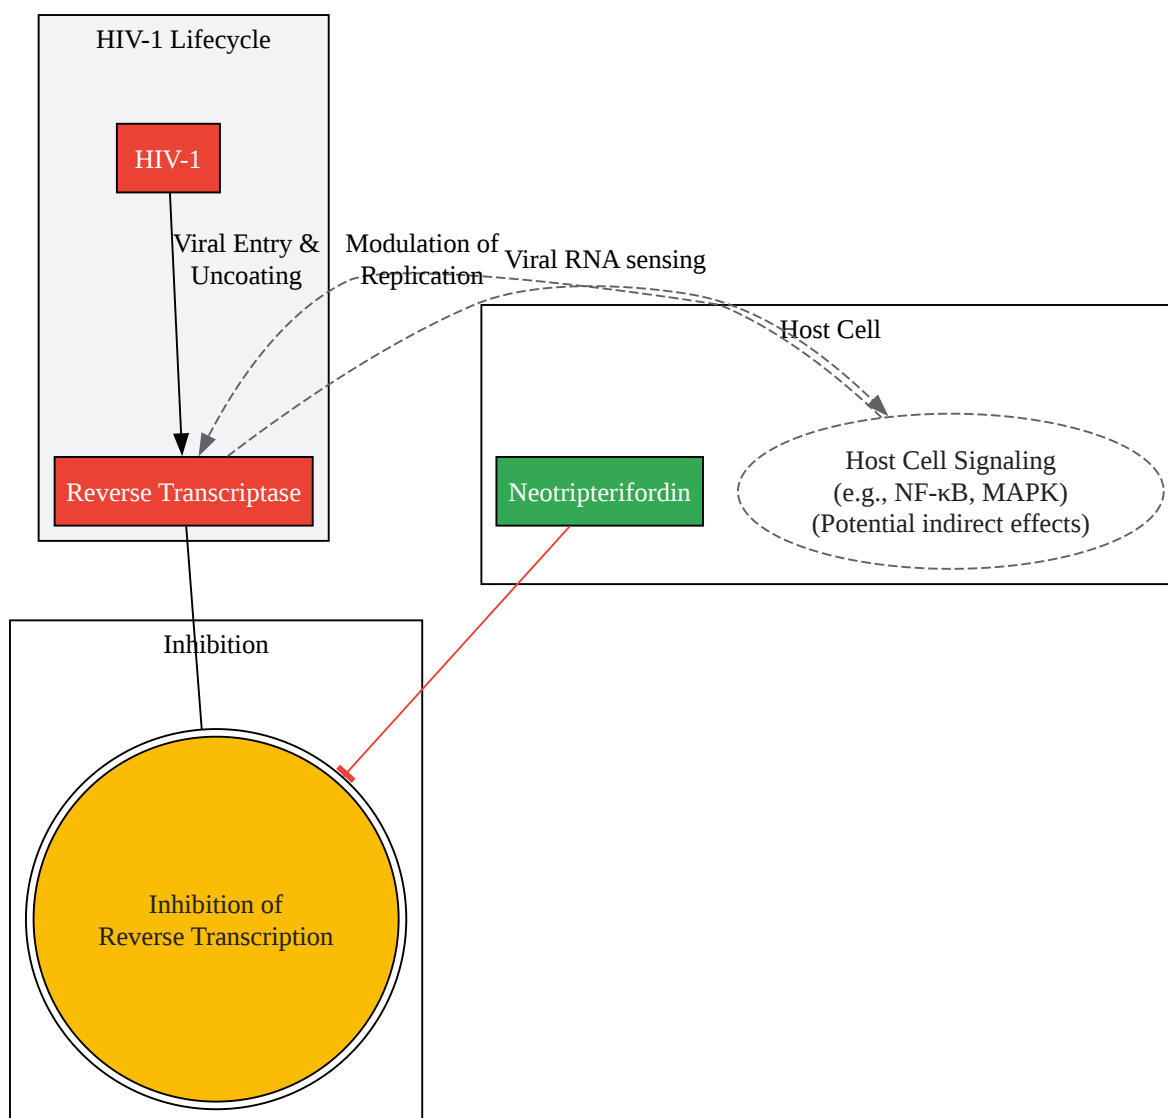 HIV-1 Lifecycle
HIV-1
Viral Entry &
Uncoating
Modulation of
Replication
Viral RNA sensing
Host Cell
Reverse Transcriptase
Neotripterifordin
Host Cell Signaling
(e.g., NF-κB, MAPK)
(Potential indirect effects)
Inhibition
Inhibition of
Reverse Transcription